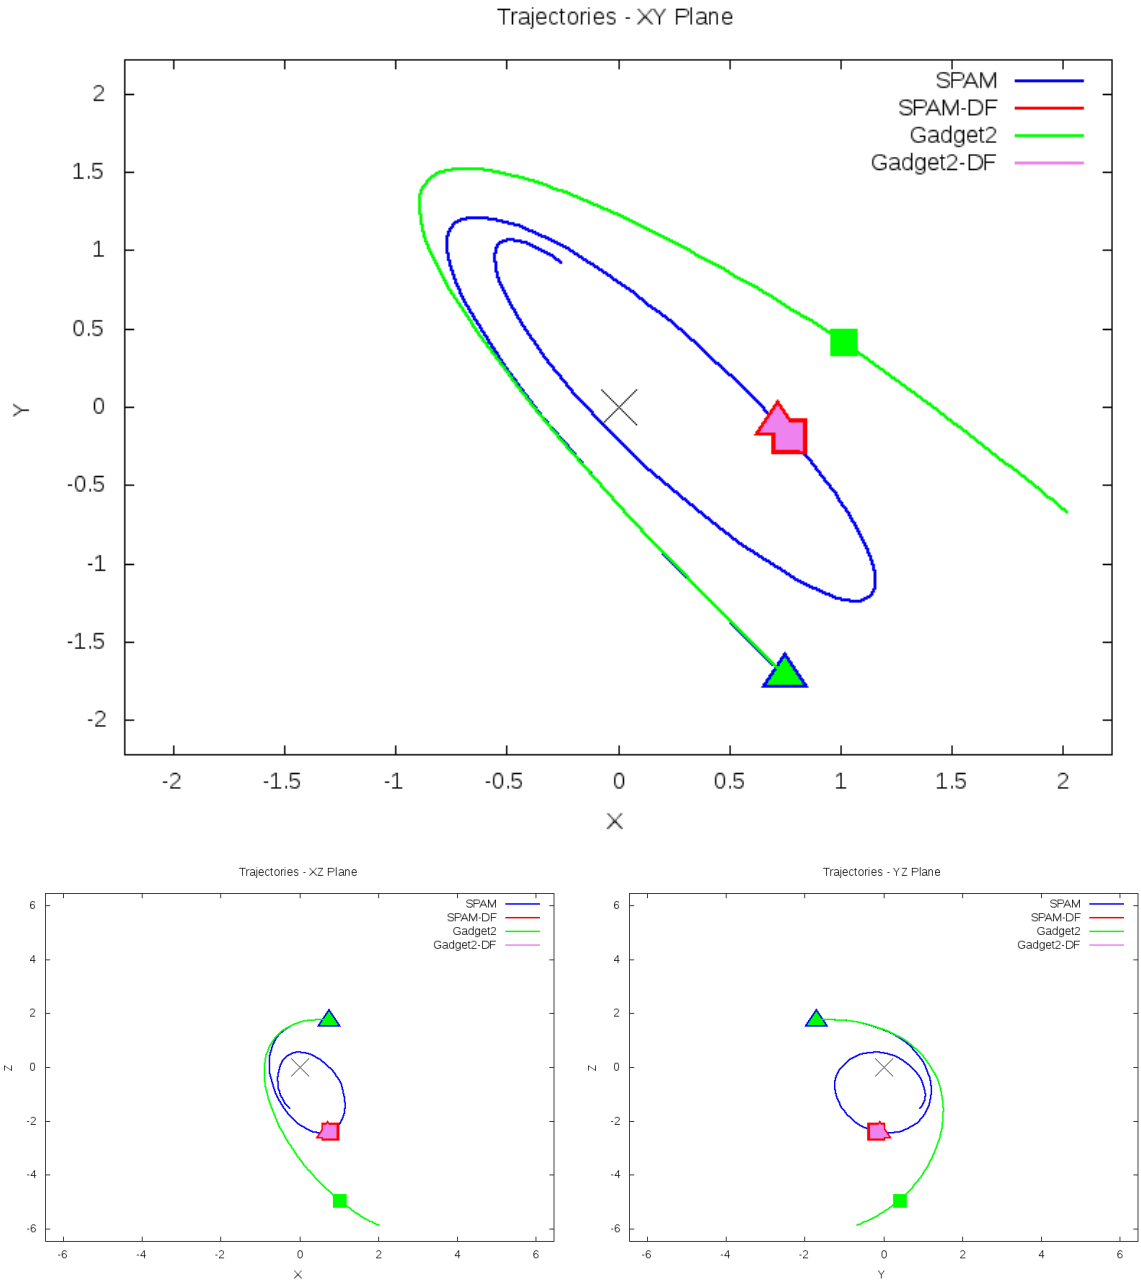 Trajectories - XY Plane
SPAM
SPAM-DF
Gadget2
Gadget2-DF
2
1.5
1
0.5
0
-0.5
-1
-1.5
-2
Y
-2 -1.5 -1 -0.5 0 0.5 1 1.5 2
X
Trajectories - XZ Plane
SPAM
SPAM-DF
Gadget2
Gadget2-DF
6
4
2
0
-2
-4
-6
Z
-6 -4 -2 0 2 4 6
X
Trajectories - YZ Plane
SPAM
SPAM-DF
Gadget2
Gadget2-DF
6
4
2
0
-2
-4
-6
Z
-6 -4 -2 0 2 4 6
Y